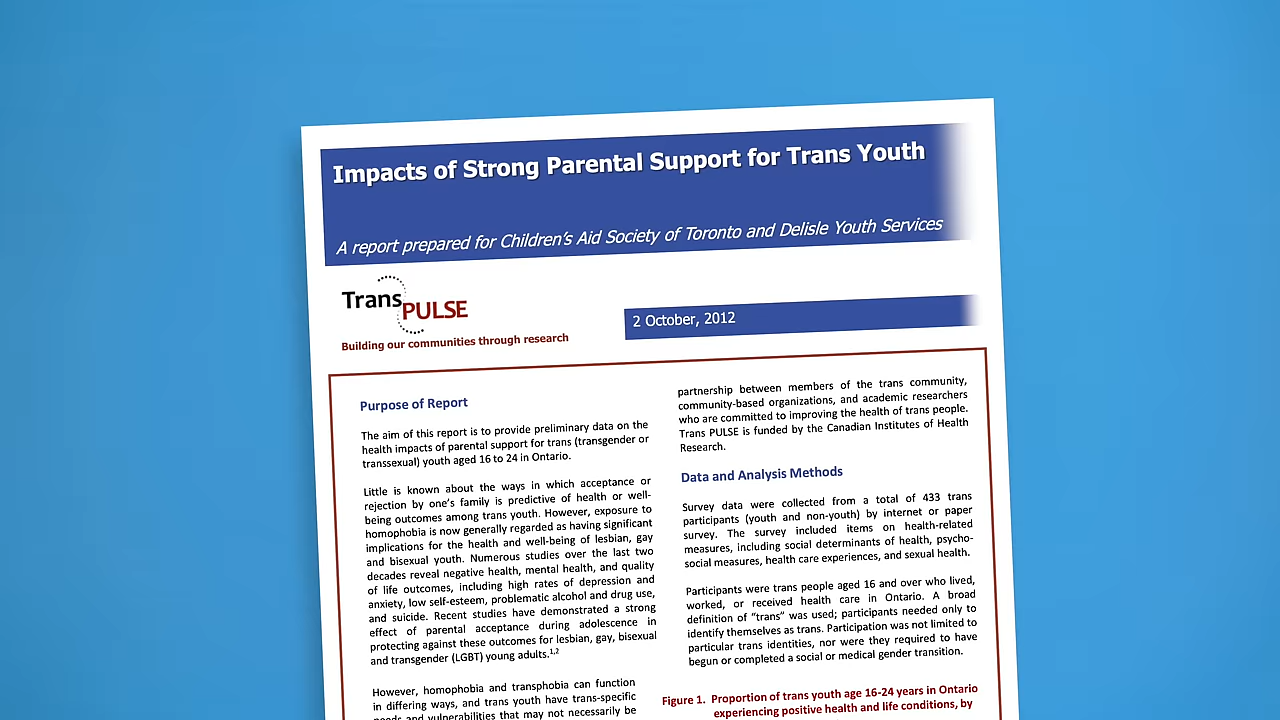 Impacts of Strong Parental Support for Trans Youth
A report prepared for Children's Aid Society of Toronto and Delisle Youth Services
Trans
PULSE
Building our communities through research
2 October, 2012
Purpose of Report
The aim of this report is to provide preliminary data on the
health impacts of parental support for trans (transgender or
transsexual) youth aged 16 to 24 in Ontario.
Little is known about the ways in which acceptance or
rejection by one's family is predictive of health or well-
being outcomes among trans youth. However, exposure to
homophobia is now generally regarded as having significant
implications for the health and well-being of lesbian, gay
and bisexual youth. Numerous studies over the last two
decades reveal negative health, mental health, and quality
of life outcomes, including high rates of depression and
anxiety, low self-esteem, problematic alcohol and drug use,
and suicide. Recent studies have demonstrated a strong
effect of parental acceptance during adolescence in
protecting against these outcomes for lesbian, gay, bisexual
and transgender (LGBT) young adults.1,2
However, homophobia and transphobia can function
in differing ways, and trans youth have trans-specific
needs and vulnerabilities that may not necessarily be
partnership between members of the trans community,
community-based organizations, and academic researchers
who are committed to improving the health of trans people.
Trans PULSE is funded by the Canadian Institutes of Health
Research.
Data and Analysis Methods
Survey data were collected from a total of 433 trans
participants (youth and non-youth) by internet or paper
survey. The survey included items on health-related
measures, including social determinants of health, psycho-
social measures, health care experiences, and sexual health.
Participants were trans people aged 16 and over who lived,
worked, or received health care in Ontario. A broad
definition of "trans" was used; participants needed only to
identify themselves as trans. Participation was not limited to
particular trans identities, nor were they required to have
begun or completed a social or medical gender transition.
Figure 1. Proportion of trans youth age 16-24 years in Ontario
experiencing positive health and life conditions, by